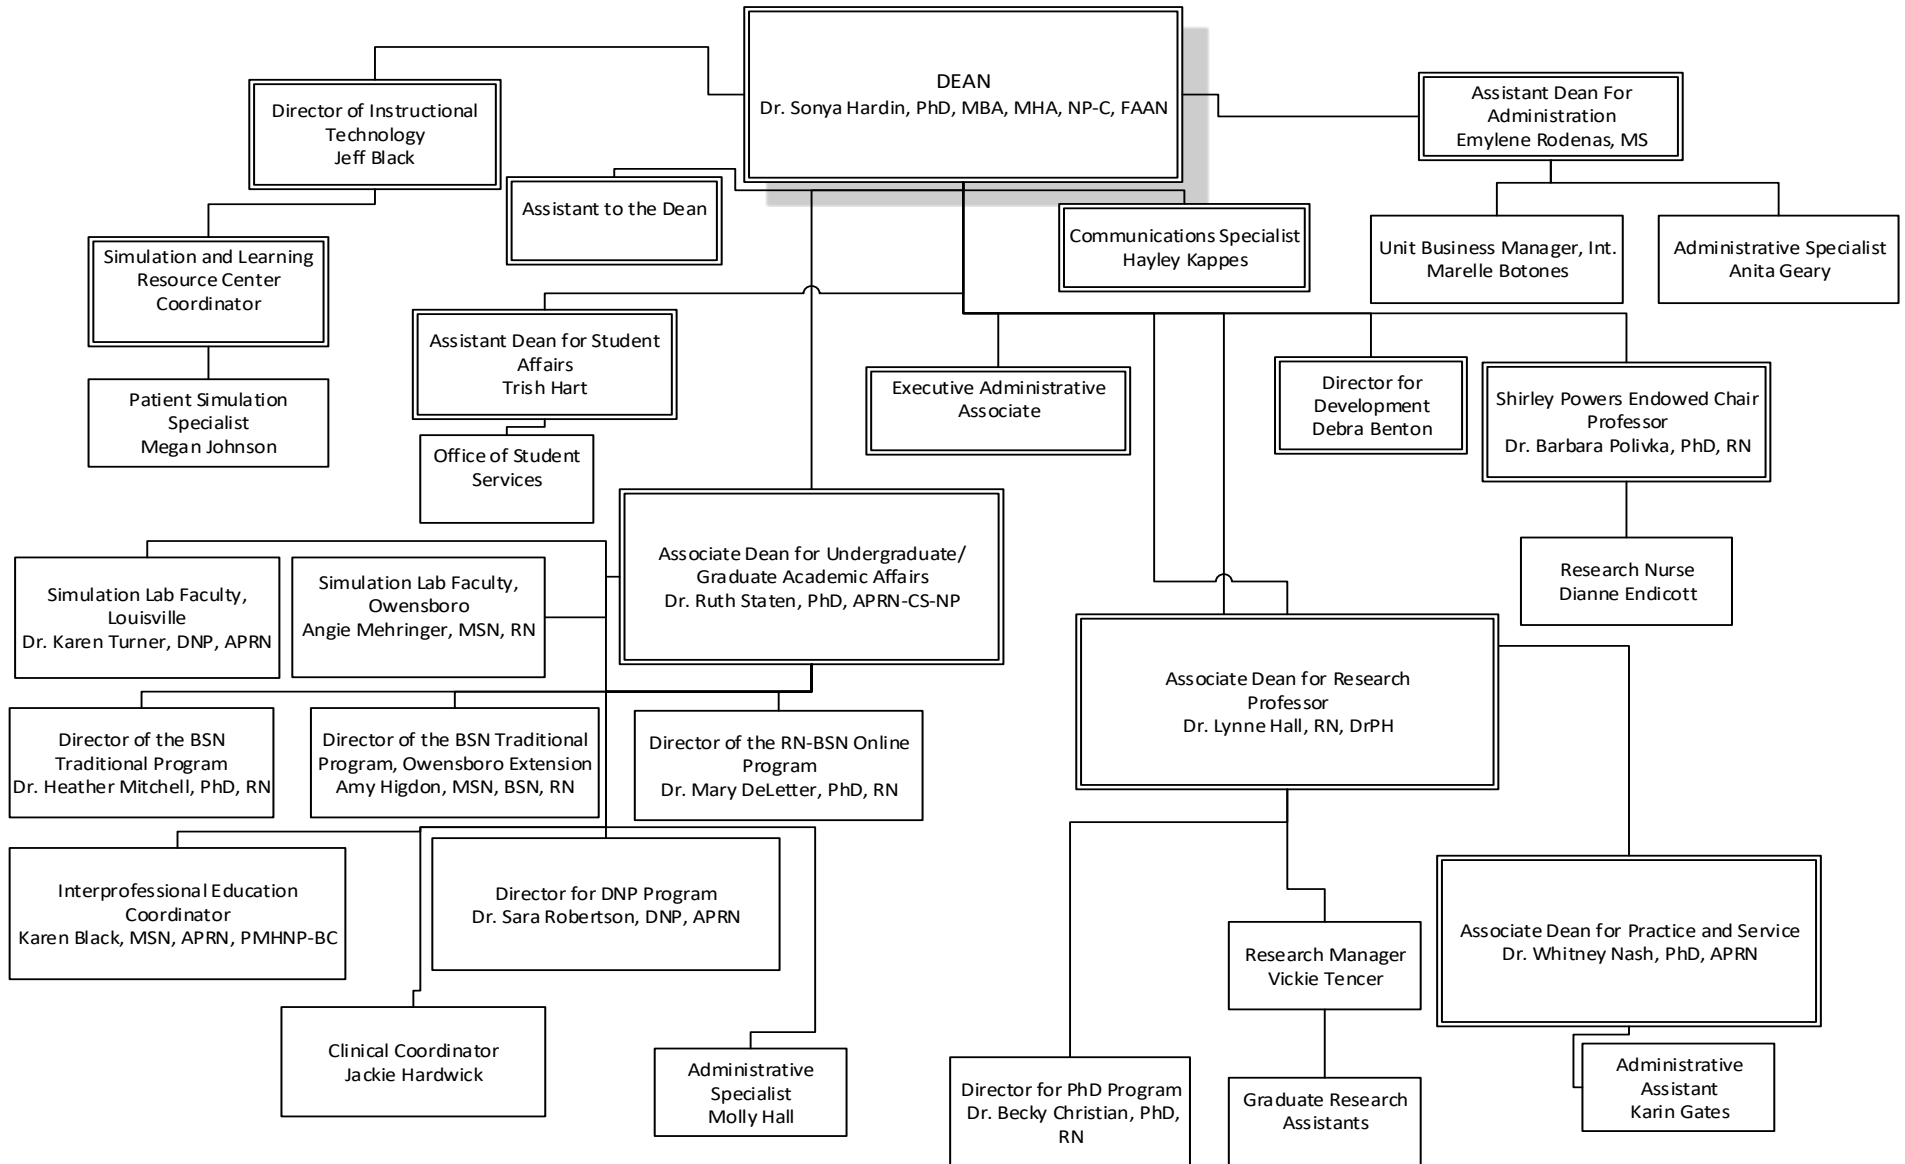 DEAN
Dr. Sonya Hardin, PhD, MBA, MHA, NP-C, FAAN
Director of Instructional
Technology
Jeff Black
Assistant Dean For
Administration
Emylene Rodenas, MS
Assistant to the Dean
Communications Specialist
Hayley Kappes
Unit Business Manager, Int.
Marelle Botones
Administrative Specialist
Anita Geary
Simulation and Learning
Resource Center
Coordinator
Patient Simulation
Specialist
Megan Johnson
Assistant Dean for Student
Affairs
Trish Hart
Office of Student
Services
Executive Administrative
Associate
Director for
Development
Debra Benton
Shirley Powers Endowed Chair
Professor
Dr. Barbara Polivka, PhD, RN
Research Nurse
Dianne Endicott
Associate Dean for Undergraduate/
Graduate Academic Affairs
Dr. Ruth Staten, PhD, APRN-CS-NP
Simulation Lab Faculty,
Louisville
Dr. Karen Turner, DNP, APRN
Simulation Lab Faculty,
Owensboro
Angie Mehringer, MSN, RN
Director of the BSN
Traditional Program
Dr. Heather Mitchell, PhD, RN
Director of the BSN Traditional
Program, Owensboro Extension
Amy Higdon, MSN, BSN, RN
Director of the RN-BSN Online
Program
Dr. Mary DeLetter, PhD, RN
Associate Dean for Research
Professor
Dr. Lynne Hall, RN, DrPH
Interprofessional Education
Coordinator
Karen Black, MSN, APRN, PMHNP-BC
Director for DNP Program
Dr. Sara Robertson, DNP, APRN
Clinical Coordinator
Jackie Hardwick
Administrative
Specialist
Molly Hall
Research Manager
Vickie Tencer
Associate Dean for Practice and Service
Dr. Whitney Nash, PhD, APRN
Director for PhD Program
Dr. Becky Christian, PhD,
RN
Graduate Research
Assistants
Administrative
Assistant
Karin Gates